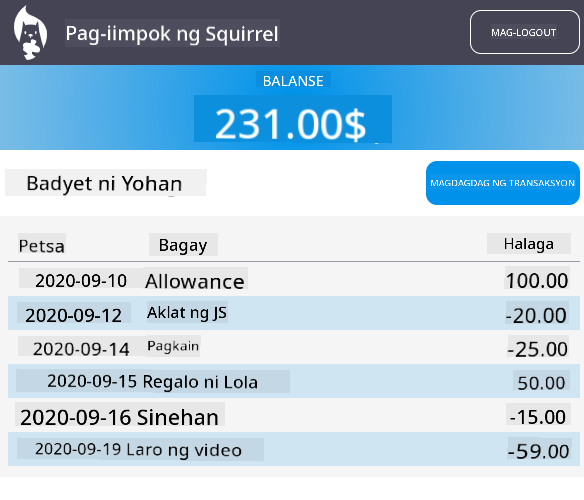 Pag-iimpok ng Squirrel
MAG-LOGOUT
BALANSE
231.00$
Badyet ni Yohan
MAGDAGDAG NG TRANSAKSYON
Petsa Bagay Halaga
2020-09-10 Allowance 100.00
2020-09-12 Aklat ng JS -20.00
2020-09-14 Pagkain -25.00
2020-09-15 Regalo ni Lola 50.00
2020-09-16 Sinehan -15.00
2020-09-19 Laro ng video -59.00